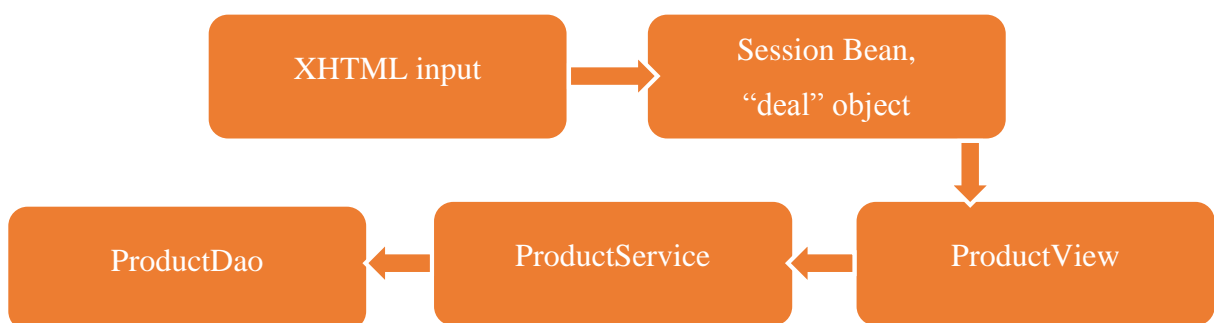 XHTML input
Session Bean,
“deal” object
ProductDao
ProductService
ProductView